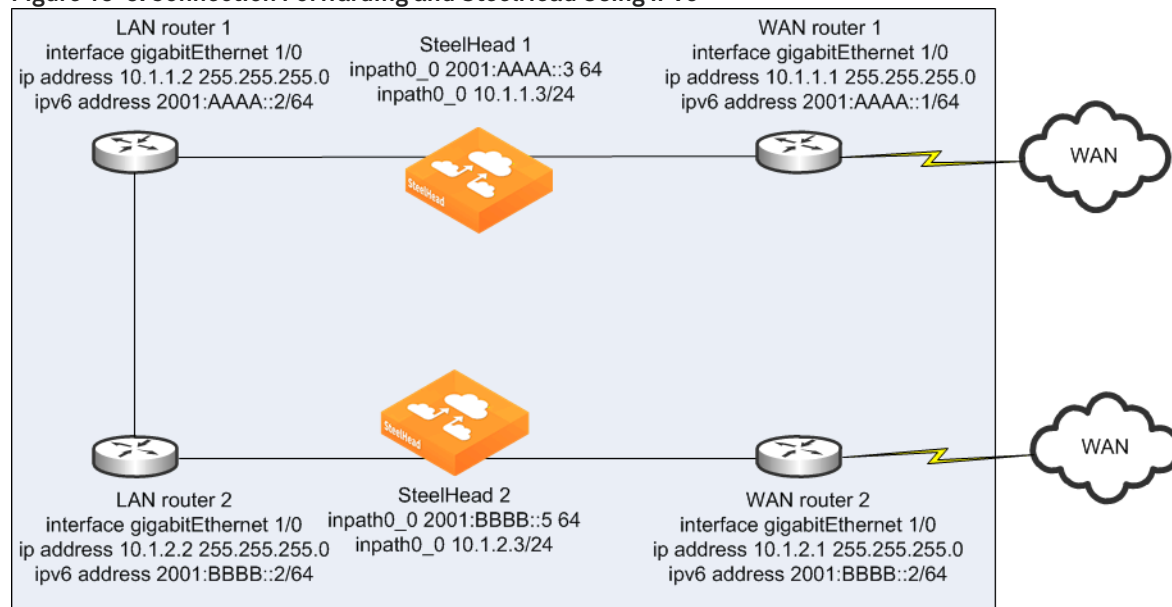 LAN router 1
interface gigabitEthernet 1/0
ip address 10.1.1.2 255.255.255.0
ipv6 address 2001:AAAA::2/64
SteelHead 1
inpath0_0 2001:AAAA::3 64
inpath0_0 10.1.1.3/24
WAN router 1
interface gigabitEthernet 1/0
ip address 10.1.1.1 255.255.255.0
ipv6 address 2001:AAAA::1/64
SteelHead
WAN
SteelHead
WAN
LAN router 2
interface gigabitEthernet 1/0
ip address 10.1.2.2 255.255.255.0
ipv6 address 2001:BBBB::2/64
SteelHead 2
inpath0_0 2001:BBBB::5 64
inpath0_0 10.1.2.3/24
WAN router 2
interface gigabitEthernet 1/0
ip address 10.1.2.1 255.255.255.0
ipv6 address 2001:BBBB::2/64